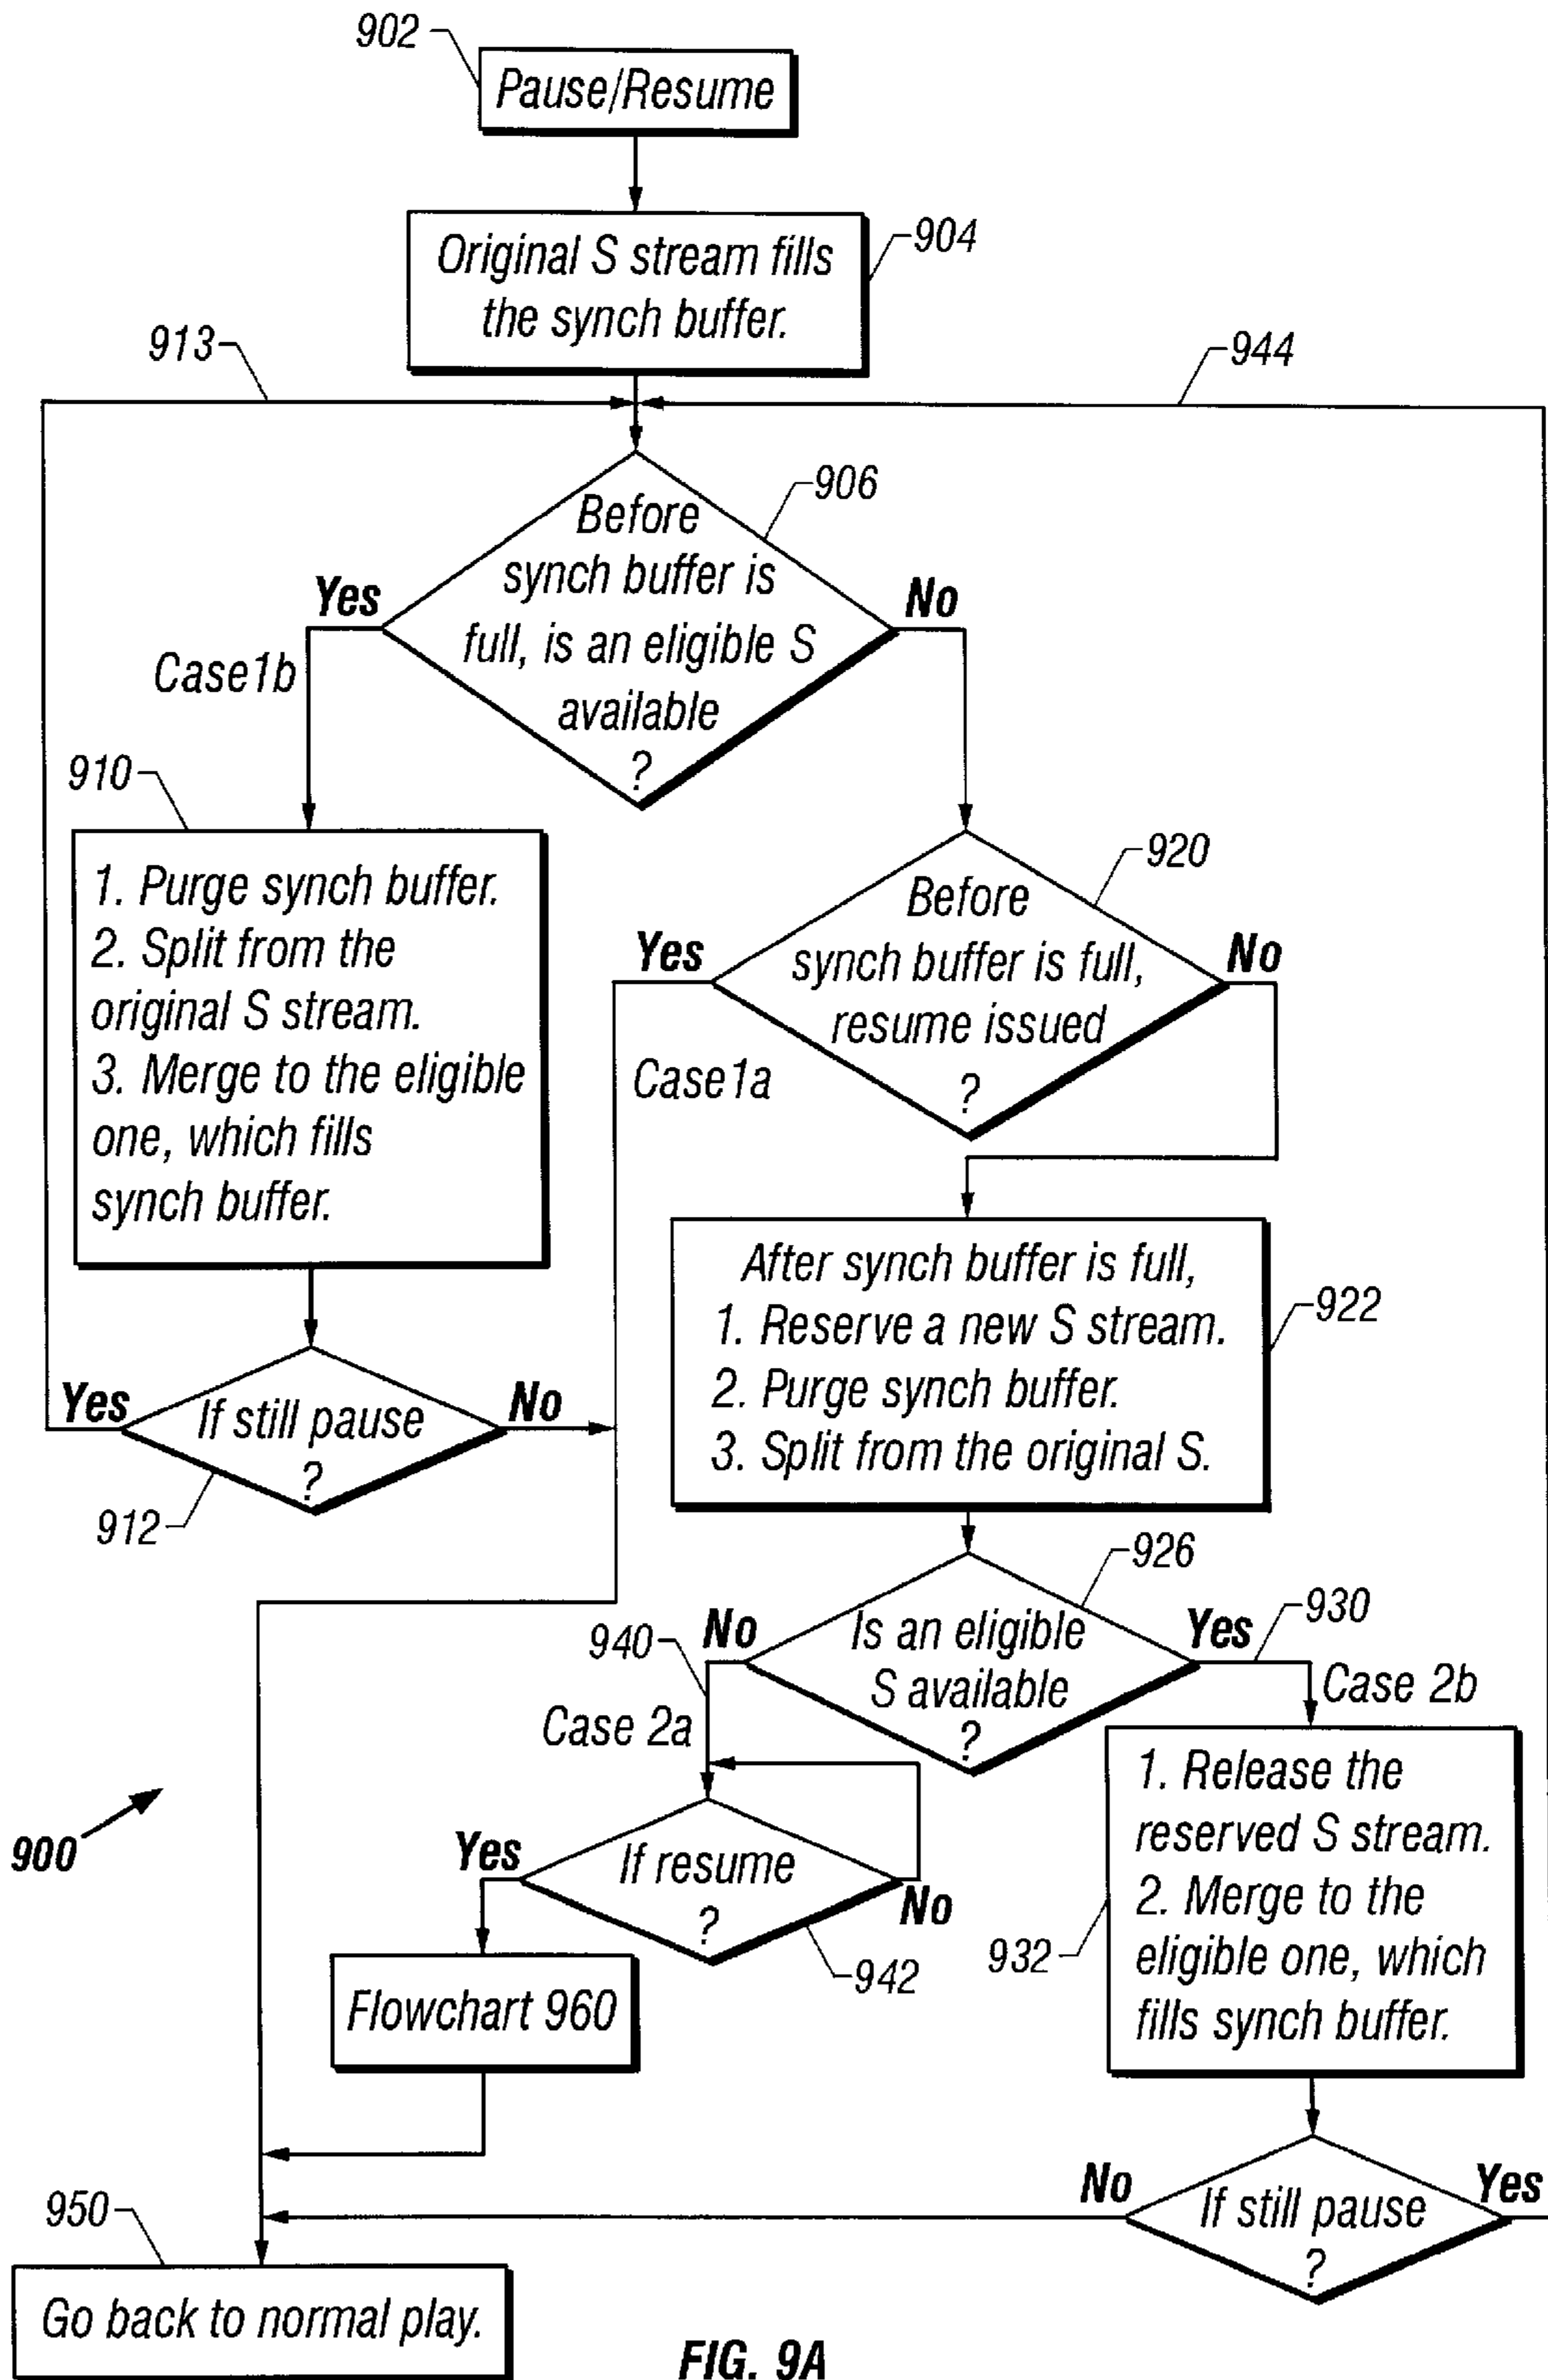 902
Pause/Resume
Original S stream fills
the synch buffer.
904
913
944
Before
synch buffer is
full, is an eligible S
available
?
906
Yes
No
Case1b
910
1. Purge synch buffer.
2. Split from the
original S stream.
3. Merge to the eligible
one, which fills
synch buffer.
Before
synch buffer is full,
resume issued
?
920
Yes
No
Case1a
After synch buffer is full,
1. Reserve a new S stream.
2. Purge synch buffer.
3. Split from the original S.
922
Yes
If still pause
?
No
912
926
Is an eligible
S available
?
940
No
Yes
930
Case 2a
Case 2b
1. Release the
reserved S stream.
2. Merge to the
eligible one, which
fills synch buffer.
932
900
Yes
If resume
?
No
942
Flowchart 960
No
If still pause
?
Yes
950
Go back to normal play.
FIG. 9A